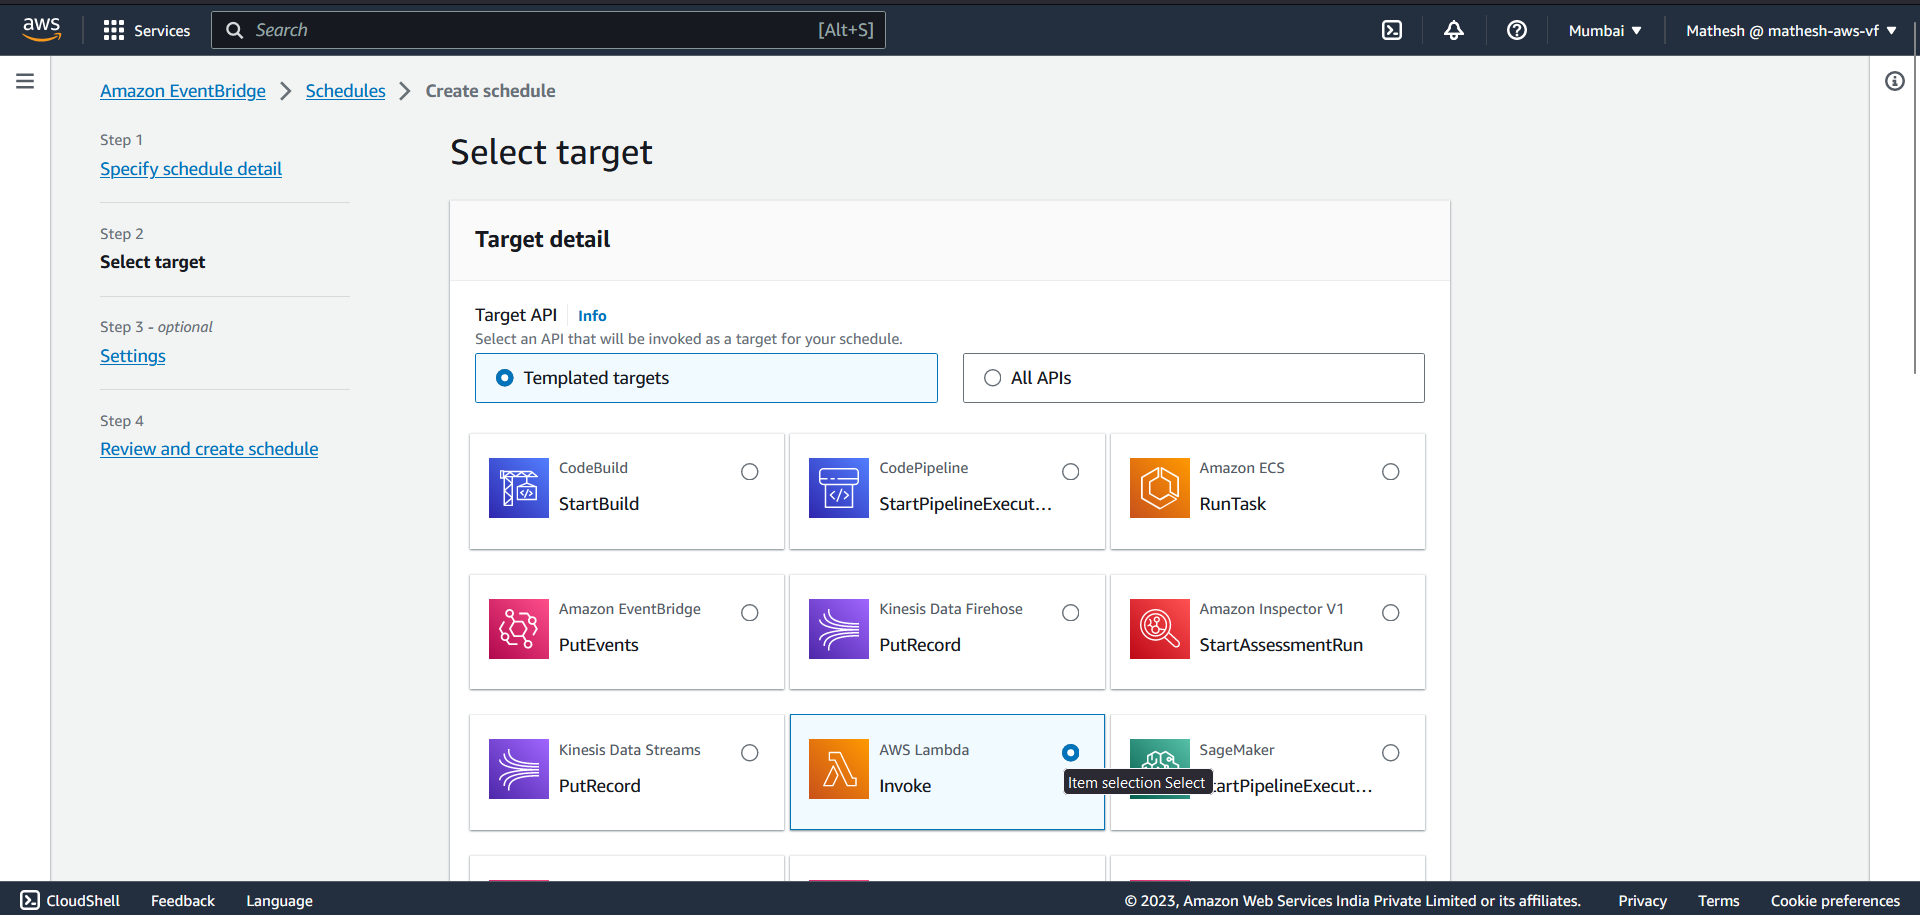 aws
Services
Search
[Alt+S]
Mumbai
Mathesh @ mathesh-aws-vf
Amazon EventBridge
Schedules
Create schedule
Step 1
Specify schedule detail
Step 2
Select target
Step 3 - optional
Settings
Step 4
Review and create schedule
Select target
Target detail
Target API
Info
Select an API that will be invoked as a target for your schedule.
Templated targets
All APIs
CodeBuild
StartBuild
CodePipeline
StartPipelineExecut...
Amazon ECS
RunTask
Amazon EventBridge
PutEvents
Kinesis Data Firehose
PutRecord
Amazon Inspector V1
StartAssessmentRun
Kinesis Data Streams
PutRecord
AWS Lambda
Invoke
Item selection Select
SageMaker
tartPipelineExecut...
CloudShell
Feedback
Language
© 2023, Amazon Web Services India Private Limited or its affiliates.
Privacy
Terms
Cookie preferences